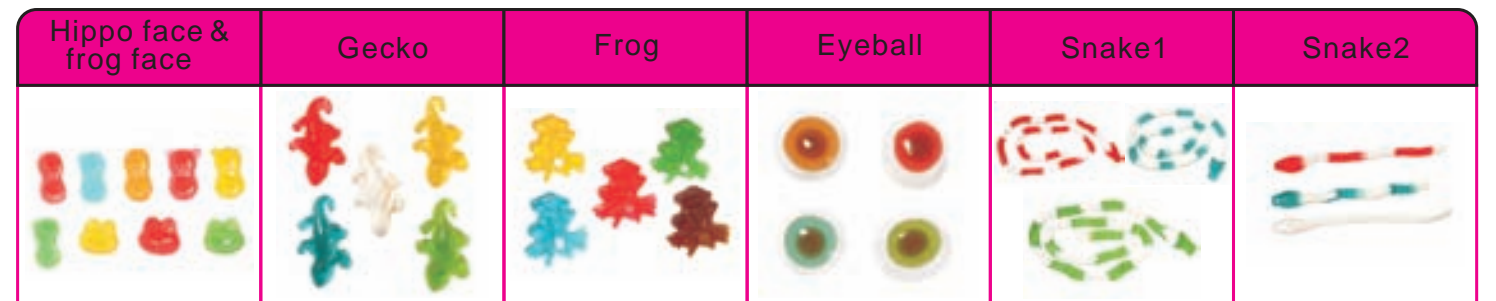 Hippo face &
frog face
Gecko
Frog
Eyeball
Snake1
Snake2